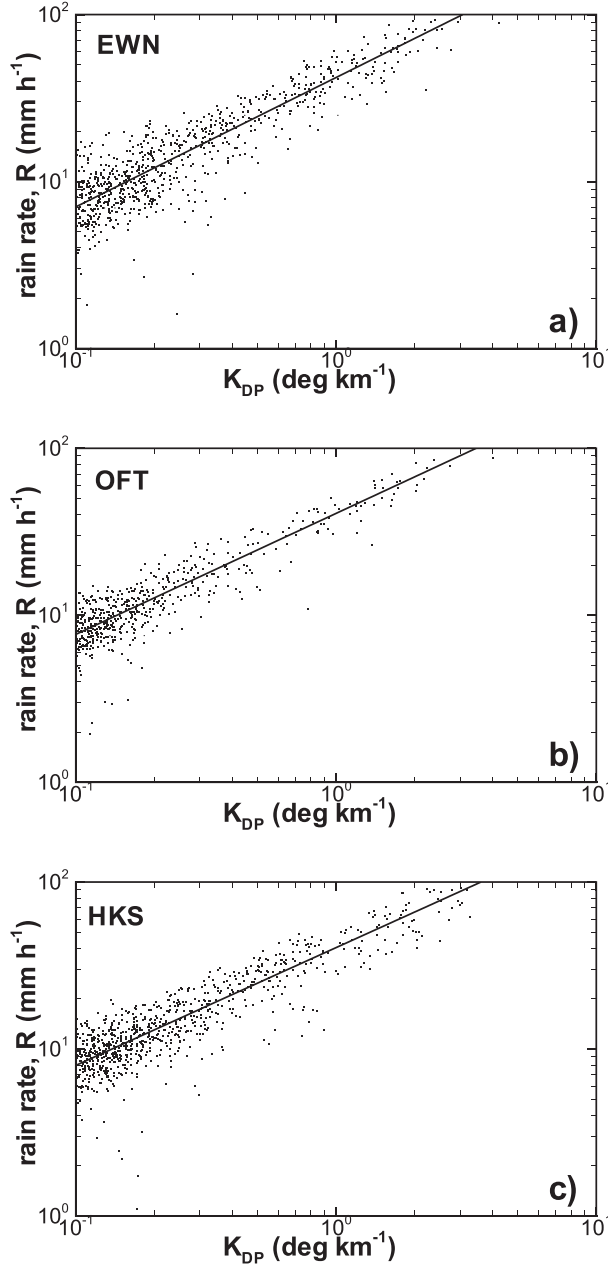 10²
EWN
rain rate, R (mm h⁻¹)
10¹
a)
10⁰
10⁻¹ 10⁰ 10¹
K_DP (deg km⁻¹)
10²
OFT
rain rate, R (mm h⁻¹)
10¹
b)
10⁰
10⁻¹ 10⁰ 10¹
K_DP (deg km⁻¹)
10²
HKS
rain rate, R (mm h⁻¹)
10¹
c)
10⁰
10⁻¹ 10⁰ 10¹
K_DP (deg km⁻¹)